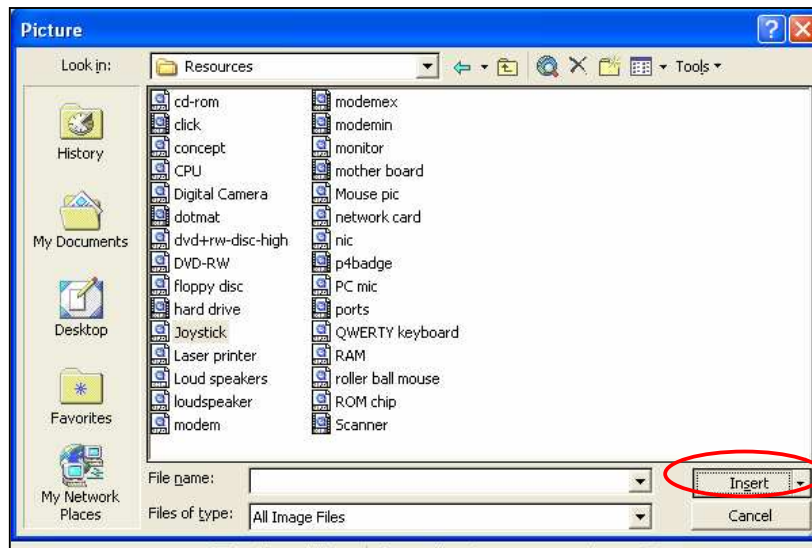 Picture
Look in:
Resources
Tools
History
My Documents
Desktop
Favorites
My Network
Places
cd-rom
click
concept
CPU
Digital Camera
dotmat
dvd+rw-disc-high
DVD-RW
floppy disc
hard drive
Joystick
Laser printer
Loud speakers
loudspeaker
modem
modemex
modemin
monitor
mother board
Mouse pic
network card
nic
p4badge
PC mic
ports
QWERTY keyboard
RAM
roller ball mouse
ROM chip
Scanner
File name:
Insert
Files of type:
All Image Files
Cancel